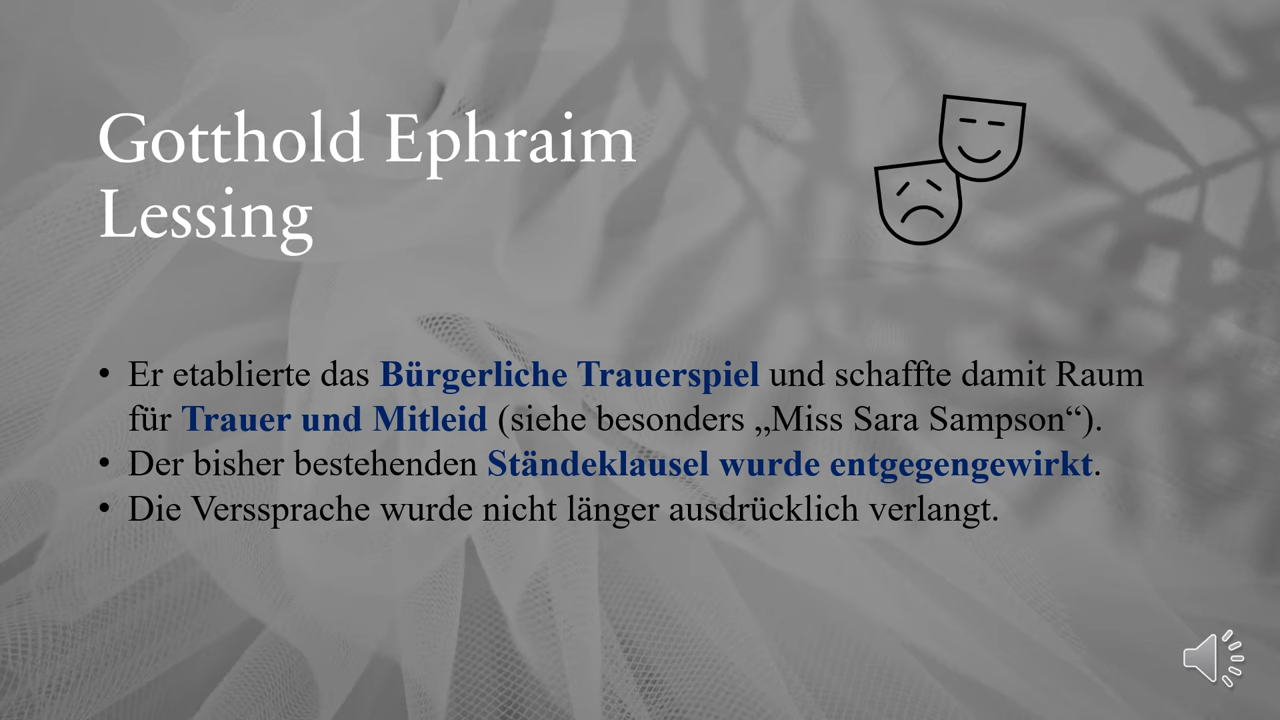 Gotthold Ephraim
Lessing
• Er etablierte das Bürgerliche Trauerspiel und schaffte damit Raum
für Trauer und Mitleid (siehe besonders „Miss Sara Sampson“).
• Der bisher bestehenden Ständeklausel wurde entgegengewirkt.
• Die Verssprache wurde nicht länger ausdrücklich verlangt.